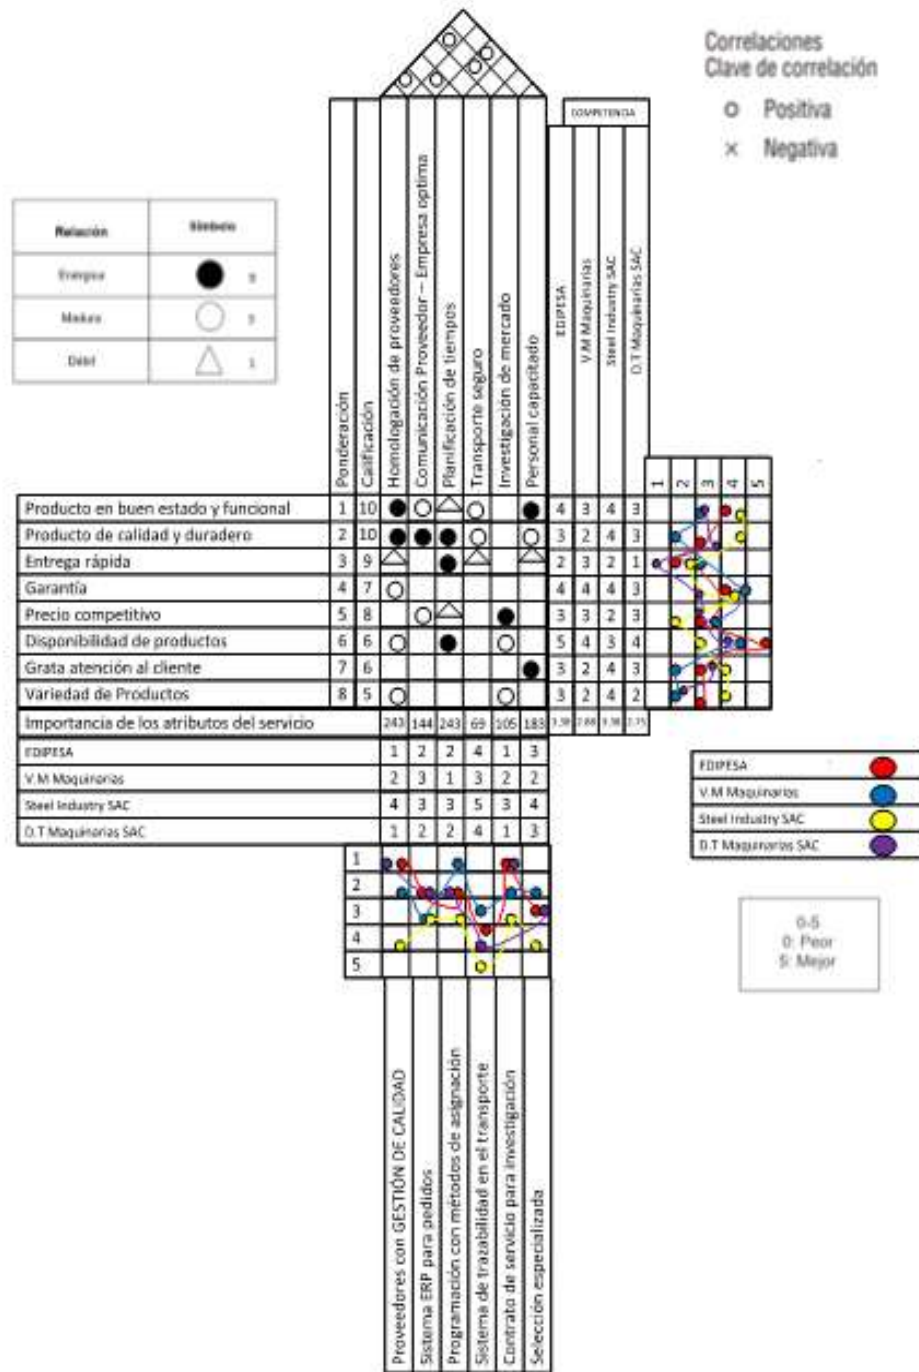 Correlaciones
Clave de correlación
Positiva
× Negativa
Relación Símbolo
9
Débil 1
COMPETENCIA
Ponderación
Calificación
Homologación de proveedores
Comunicación Proveedor – Empresa optima
Planificación de tiempos
Transporte seguro
Investigación de mercado
Personal capacitado
EDIPESA
V.M Maquinarias
Steel Industry SAC
D.T Maquinarias SAC
1 2 3 4 5
Producto en buen estado y funcional 1 10 4 3 4 3
Producto de calidad y duradero 2 10 3 2 4 3
Entrega rápida 3 9 2 3 2 1
Garantía 4 7 4 4 4 3
Precio competitivo 5 8 3 3 2 3
Disponibilidad de productos 6 6 5 4 3 4
Grata atención al cliente 7 6 3 2 4 3
Variedad de Productos 8 5 3 2 4 2
Importancia de los atributos del servicio 243 144 243 69 105 183 3.38 2.88 3.38 2.75
EDIPESA 1 2 2 4 1 3
V.M Maquinarias 2 3 1 3 2 2
Steel Industry SAC 4 3 3 5 3 4
D.T Maquinarias SAC 1 2 2 4 1 3
EDIPESA
V.M Maquinarias
Steel Industry SAC
D.T Maquinarias SAC
1
2
3
4
5
0-5
0: Peor
5: Mejor
Proveedores con GESTIÓN DE CALIDAD
Sistema ERP para pedidos
Programación con métodos de asignación
Sistema de trazabilidad en el transporte
Contrato de servicio para investigación
Selección especializada